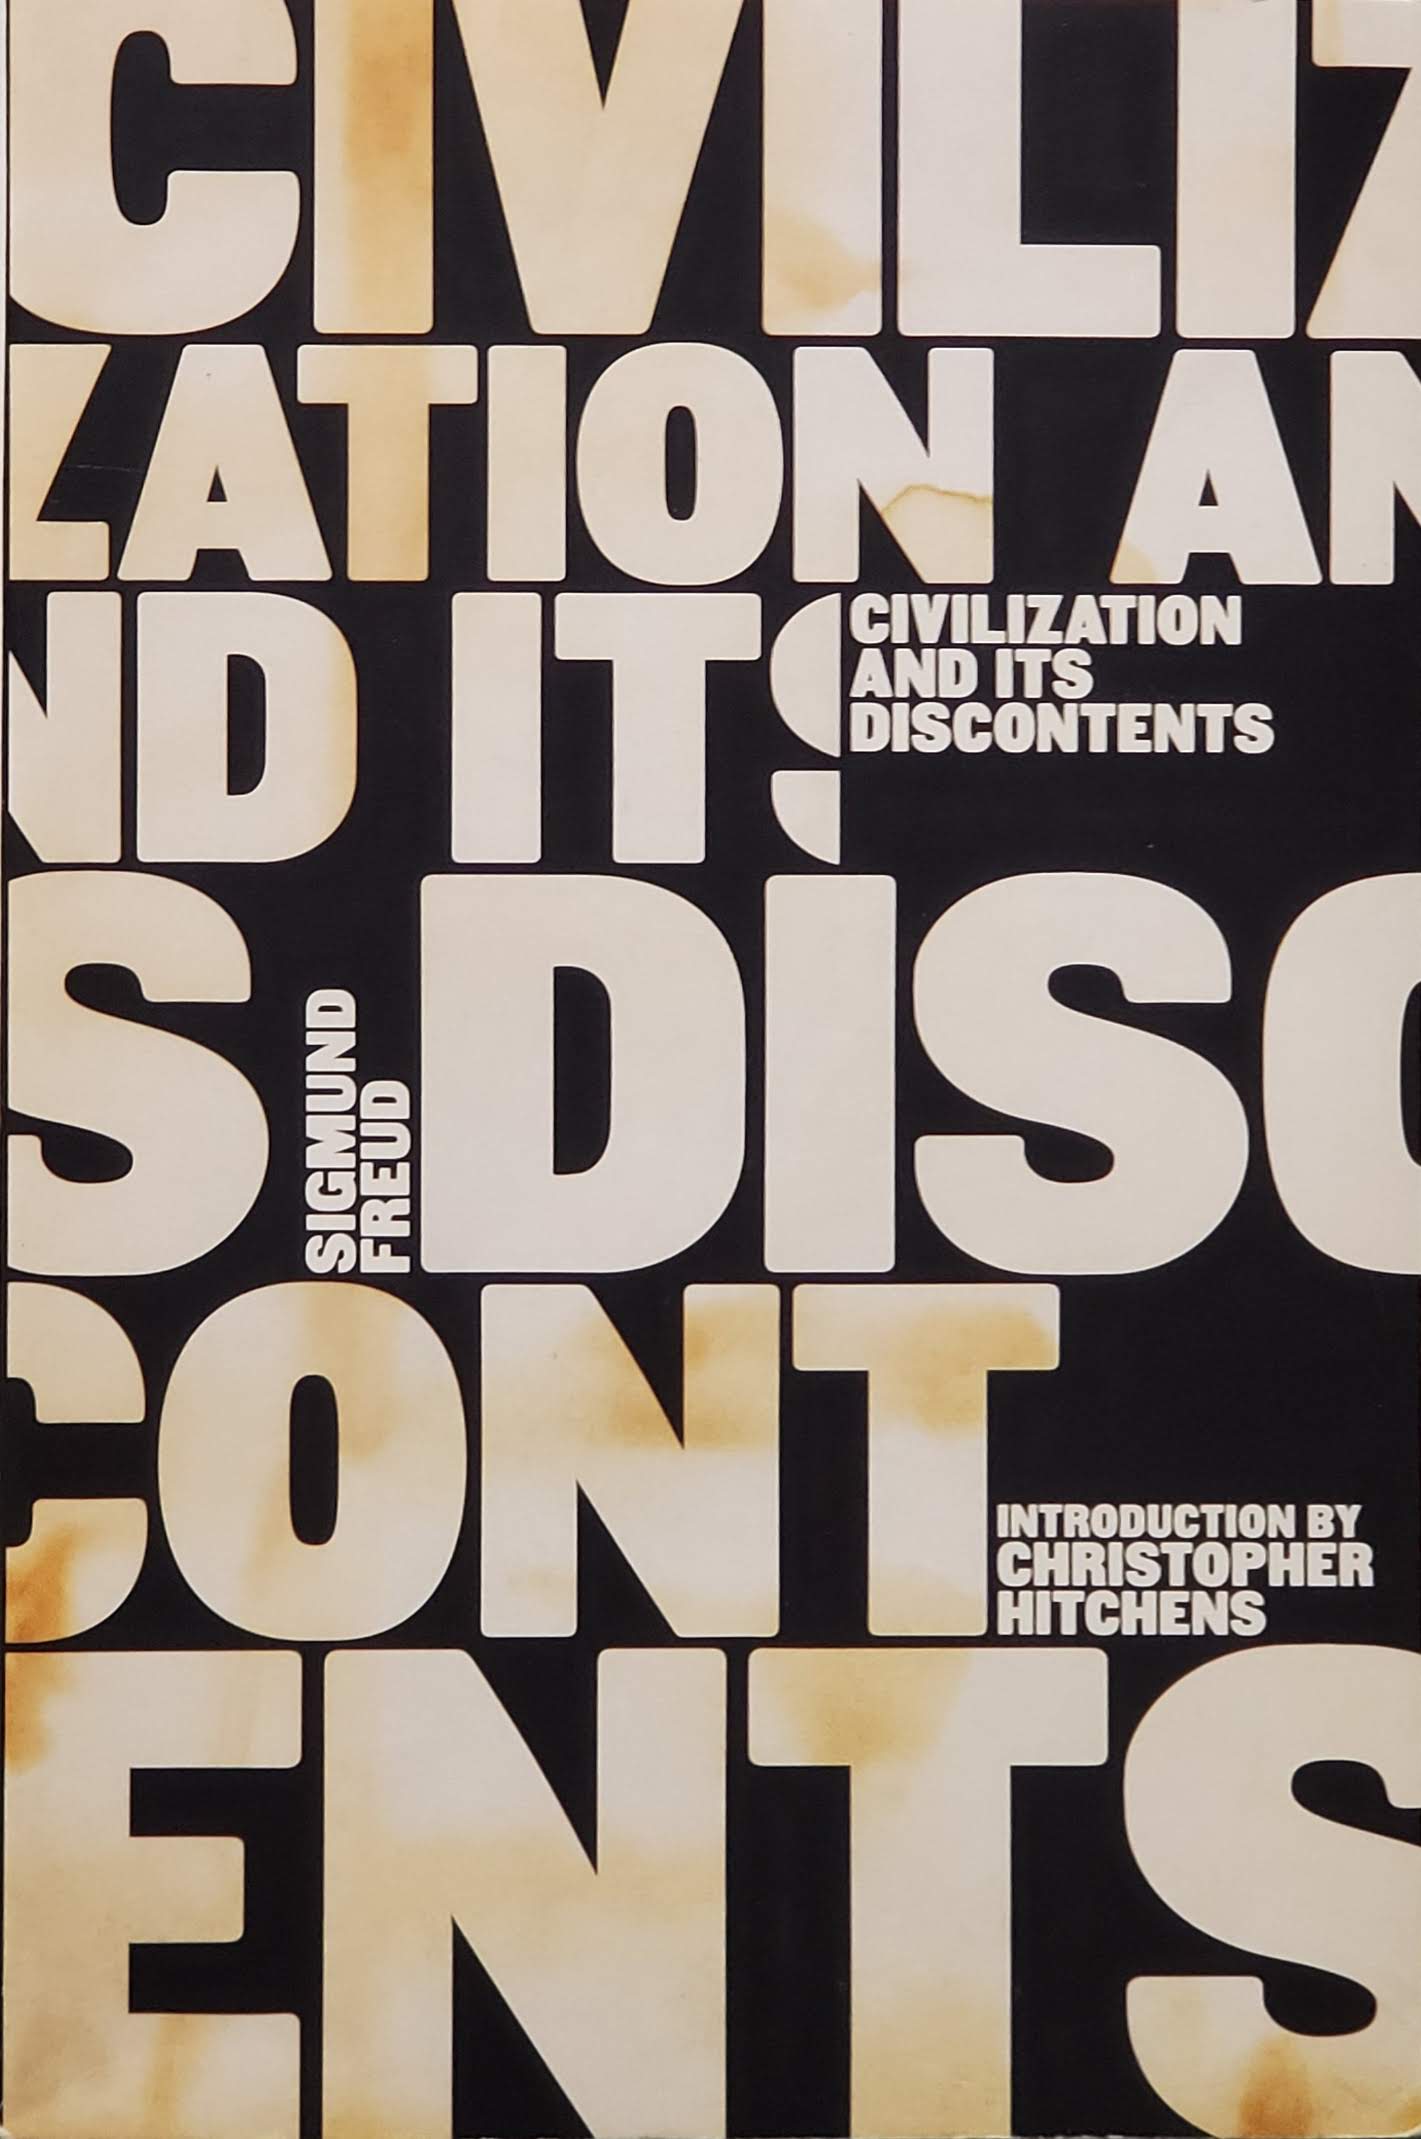 CIVILIZ
ZATION AN
ND ITS
CIVILIZATION
AND ITS
DISCONTENTS
S DISC
SIGMUND
FREUD
CONT
INTRODUCTION BY
CHRISTOPHER
HITCHENS
ENTS